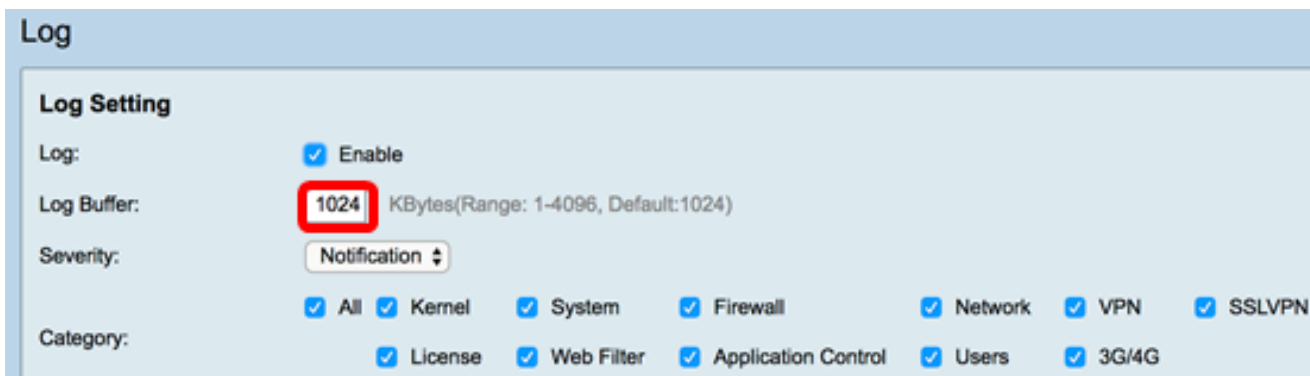 Log
Log Setting
Log: Enable
Log Buffer: 1024 KBytes(Range: 1-4096, Default:1024)
Severity: Notification
All Kernel System Firewall Network VPN SSLVPN
Category:
License Web Filter Application Control Users 3G/4G